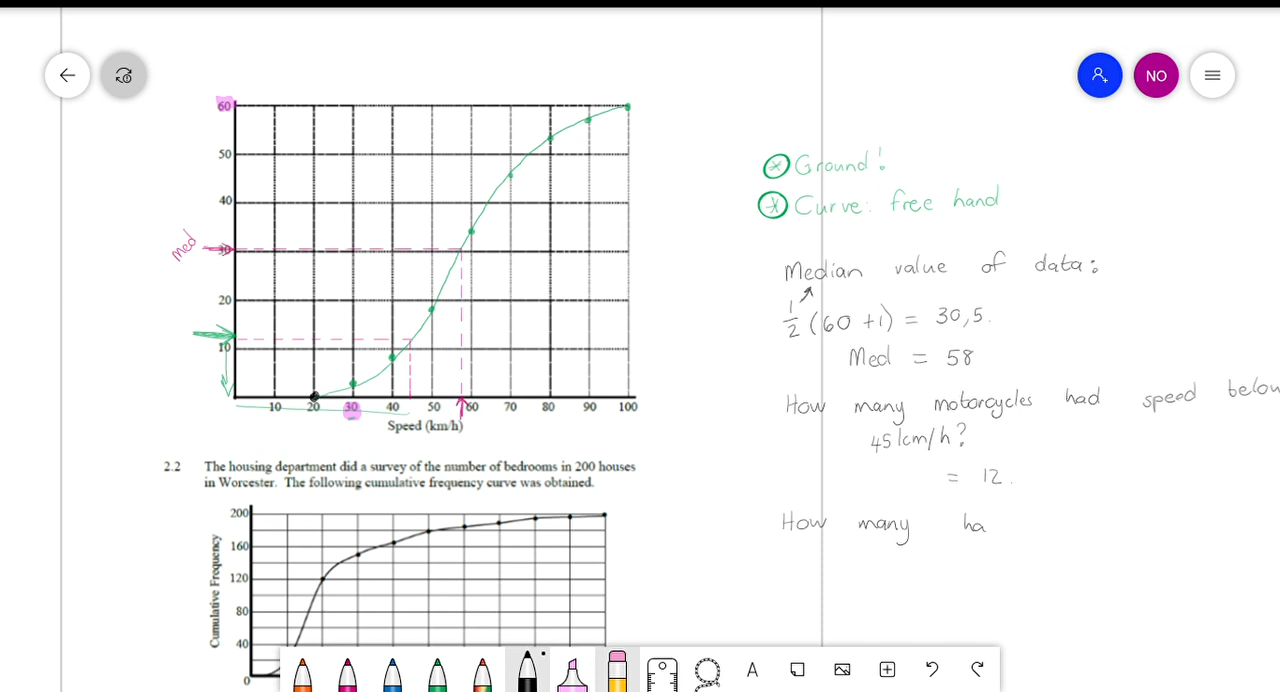 NO
60
50
40
Med
30
20
10
10 20 30 40 50 60 70 80 90 100
Speed (km/h)
2.2 The housing department did a survey of the number of bedrooms in 200 houses
in Worcester. The following cumulative frequency curve was obtained.
Cumulative Frequency
200
160
120
80
40
0
Ground!
Curve: free hand
Median value of data:
1/2 (60 + 1) = 30,5.
Med = 58
How many motorcycles had speed below
45 km/h?
= 12.
How many ha
A